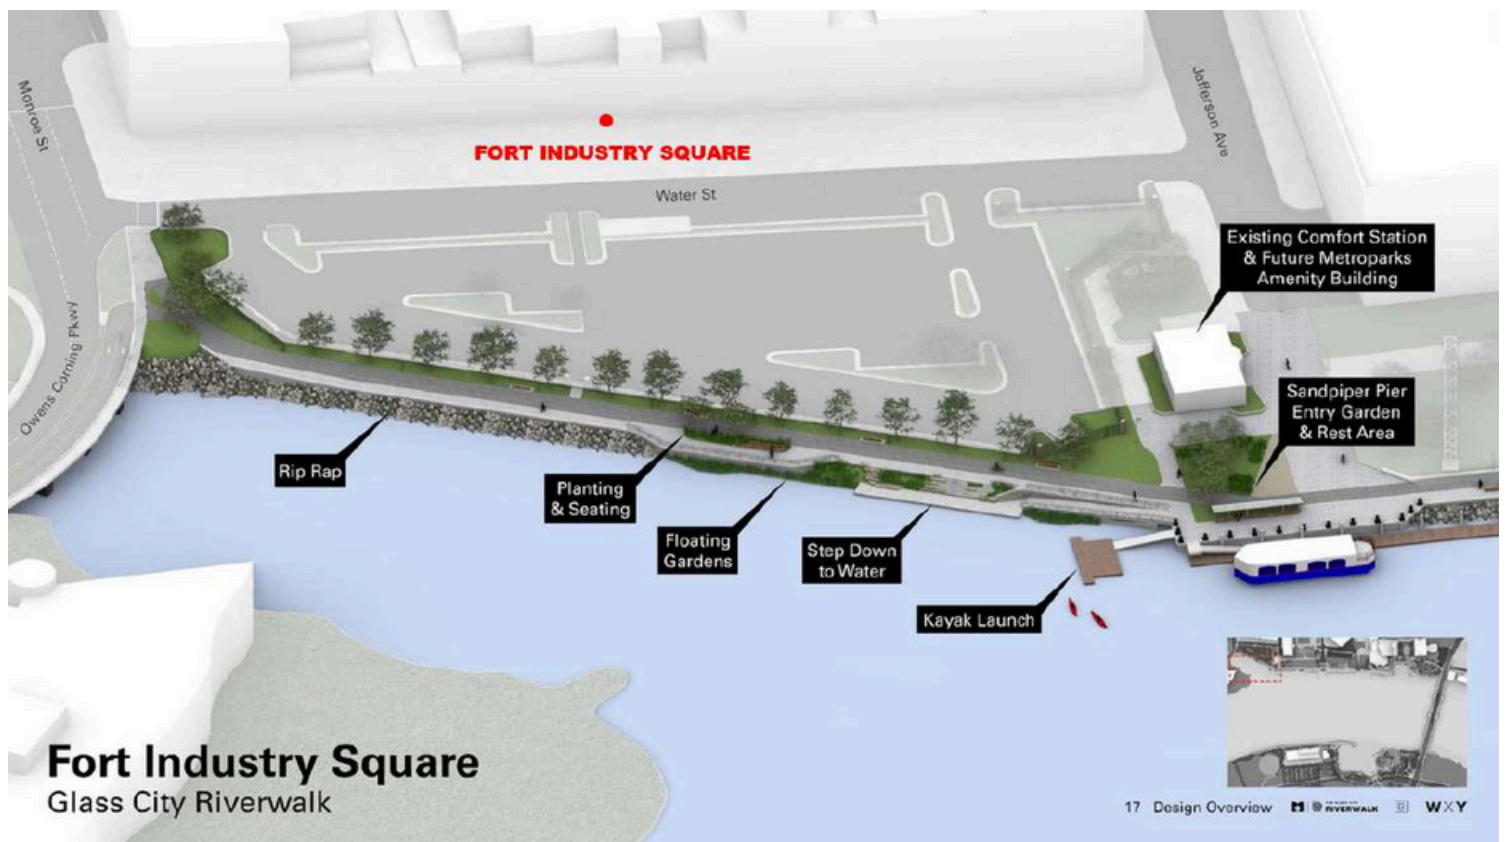 Monroe St
Jefferson Ave
FORT INDUSTRY SQUARE
Water St
Existing Comfort Station
& Future Metroparks
Amenity Building
Owens Corning Pkwy
Sandpiper Pier
Entry Garden
& Rest Area
Rip Rap
Planting
& Seating
Floating
Gardens
Step Down
to Water
Kayak Launch
Fort Industry Square
Glass City Riverwalk
17 Design Overview
RIVERWALK
WXY